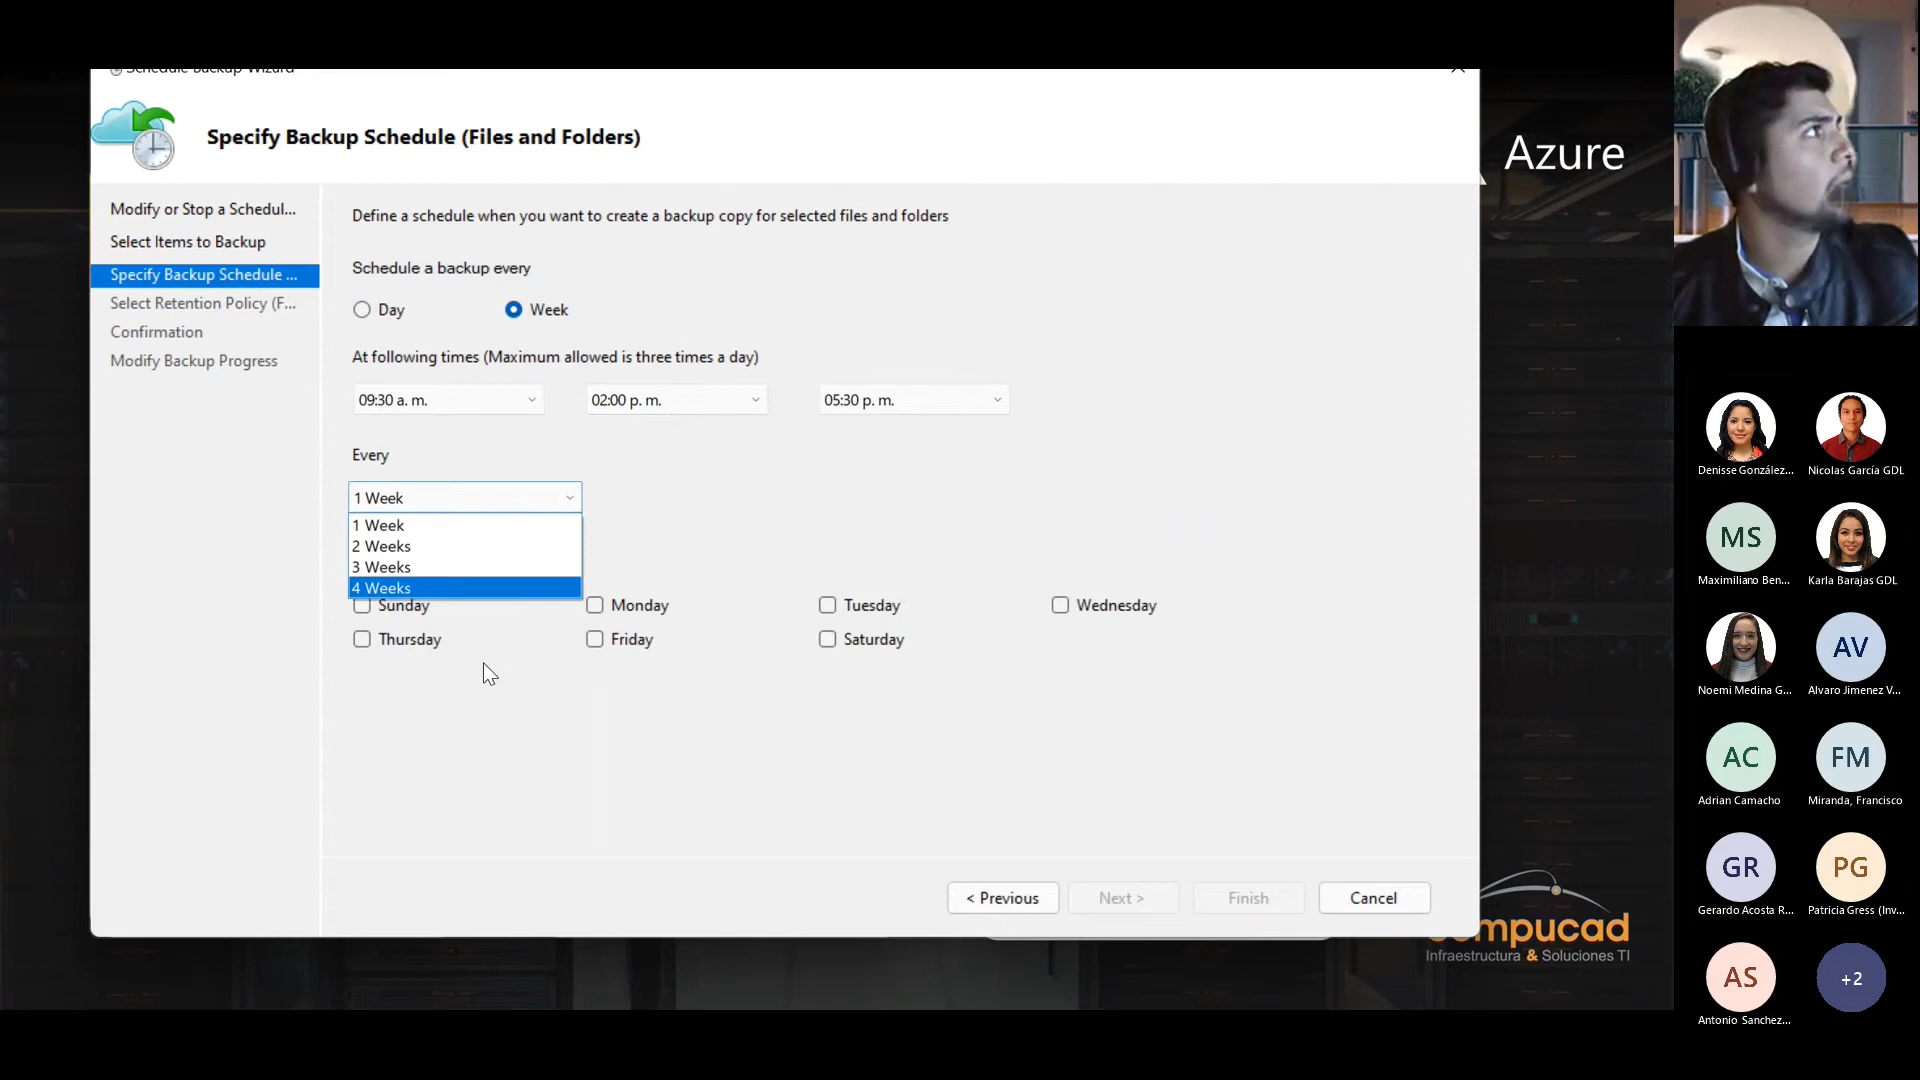 Schedule Backup Wizard
Specify Backup Schedule (Files and Folders)
Azure
Modify or Stop a Schedul...
Select Items to Backup
Specify Backup Schedule ...
Select Retention Policy (F...
Confirmation
Modify Backup Progress
Define a schedule when you want to create a backup copy for selected files and folders
Schedule a backup every
Day
Week
At following times (Maximum allowed is three times a day)
09:30 a. m.
02:00 p. m.
05:30 p. m.
Every
1 Week
1 Week
2 Weeks
3 Weeks
4 Weeks
Sunday
Monday
Tuesday
Wednesday
Thursday
Friday
Saturday
< Previous
Next >
Finish
Cancel
compucad
Infraestructura & Soluciones TI
Denisse González...
Nicolas García GDL
MS
Maximiliano Ben...
Karla Barajas GDL
Noemi Medina G...
AV
Alvaro Jimenez V...
AC
Adrian Camacho
FM
Miranda, Francisco
GR
Gerardo Acosta R...
PG
Patricia Gress (Inv...
AS
Antonio Sanchez...
+2